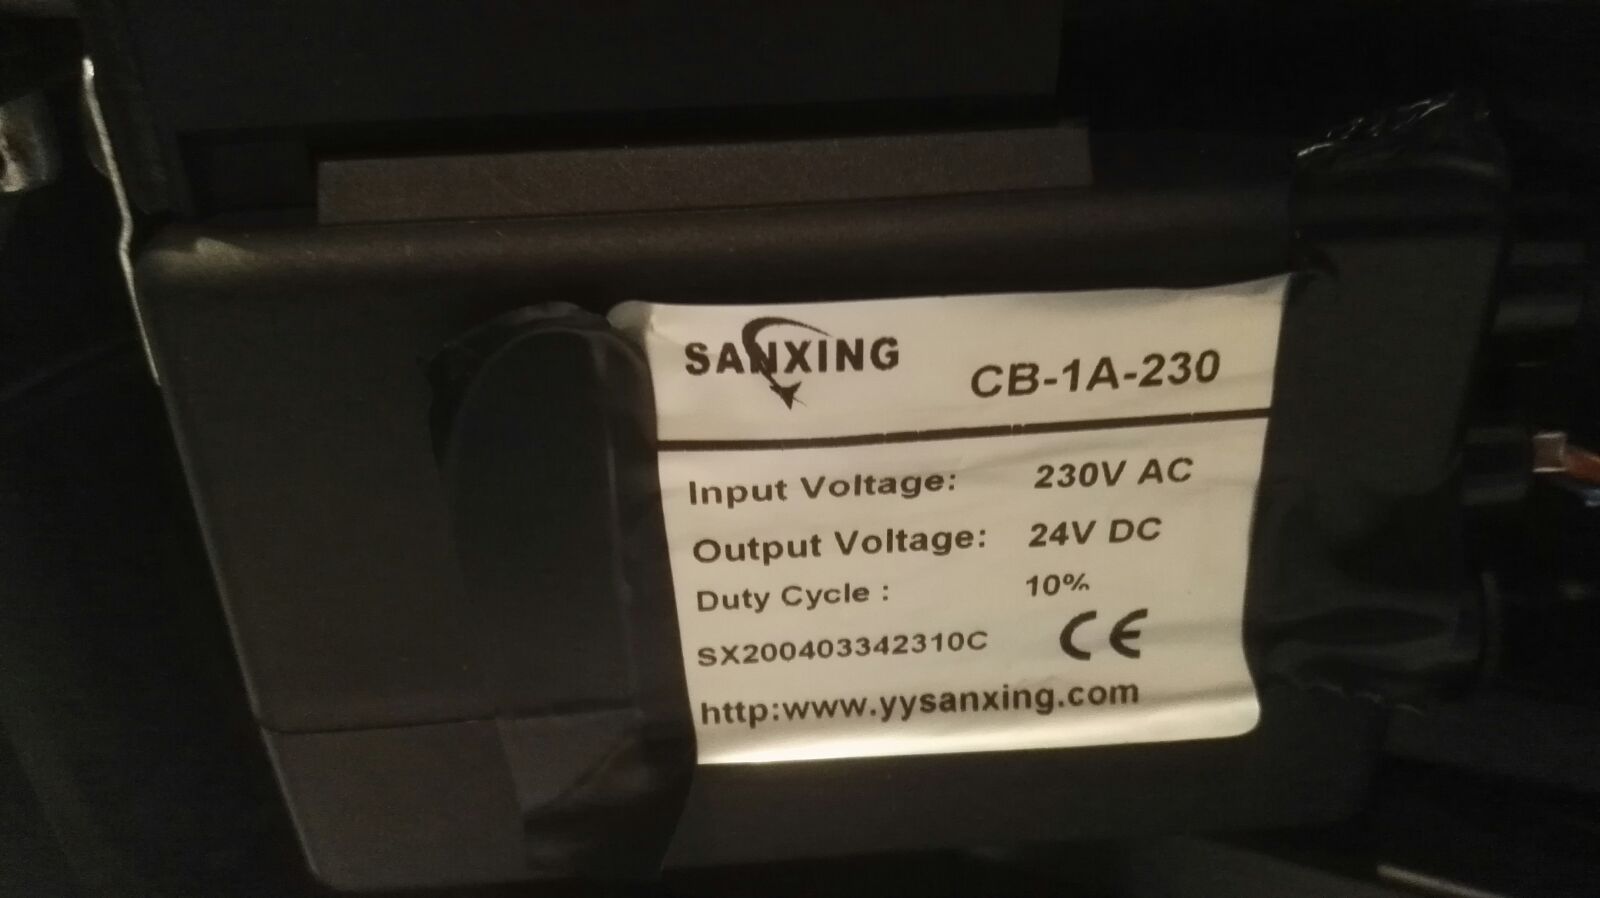 SANXING CB-1A-230
Input Voltage: 230V AC
Output Voltage: 24V DC
Duty Cycle : 10%
SX200403342310C CE
http:www.yysanxing.com